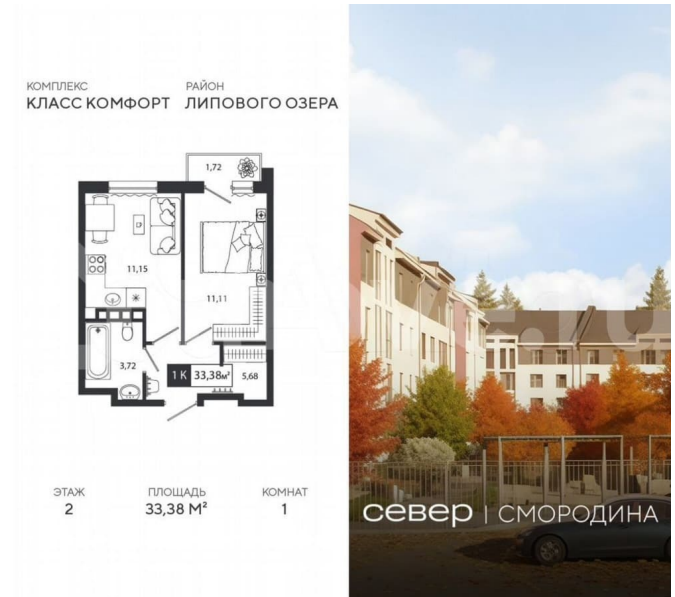 КОМПЛЕКС
КЛАСС КОМФОРТ
РАЙОН
ЛИПОВОГО ОЗЕРА
1,72
11,15
11,11
3,72
1 К
33,38м²
5,68
ЭТАЖ
2
ПЛОЩАДЬ
33,38 М²
КОМНАТ
1
север | СМОРОДИНА